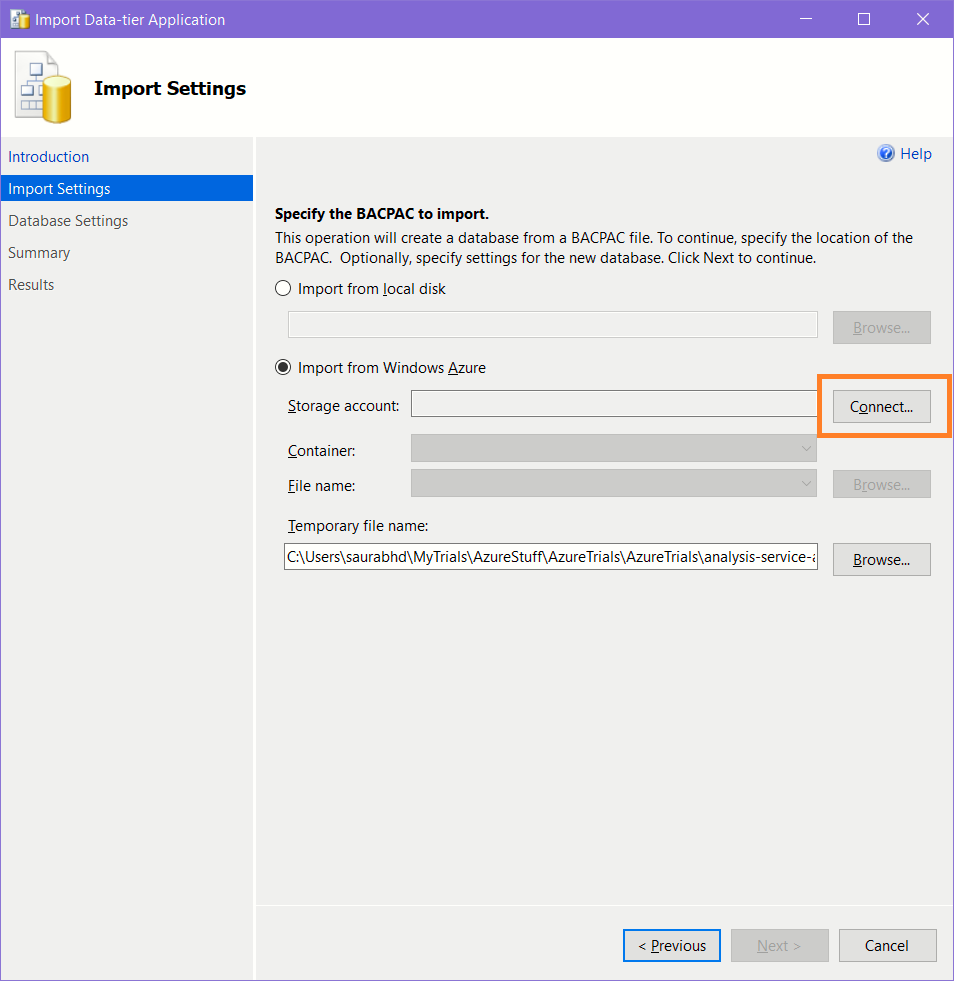 Import Data-tier Application
Import Settings
Introduction
Import Settings
Database Settings
Summary
Results
Help
Specify the BACPAC to import.
This operation will create a database from a BACPAC file. To continue, specify the location of the
BACPAC.  Optionally, specify settings for the new database. Click Next to continue.
Import from local disk
Browse...
Import from Windows Azure
Storage account:
Connect...
Container:
File name:
Browse...
Temporary file name:
C:\Users\saurabhd\MyTrials\AzureStuff\AzureTrials\AzureTrials\analysis-service-
Browse...
< Previous
Next >
Cancel